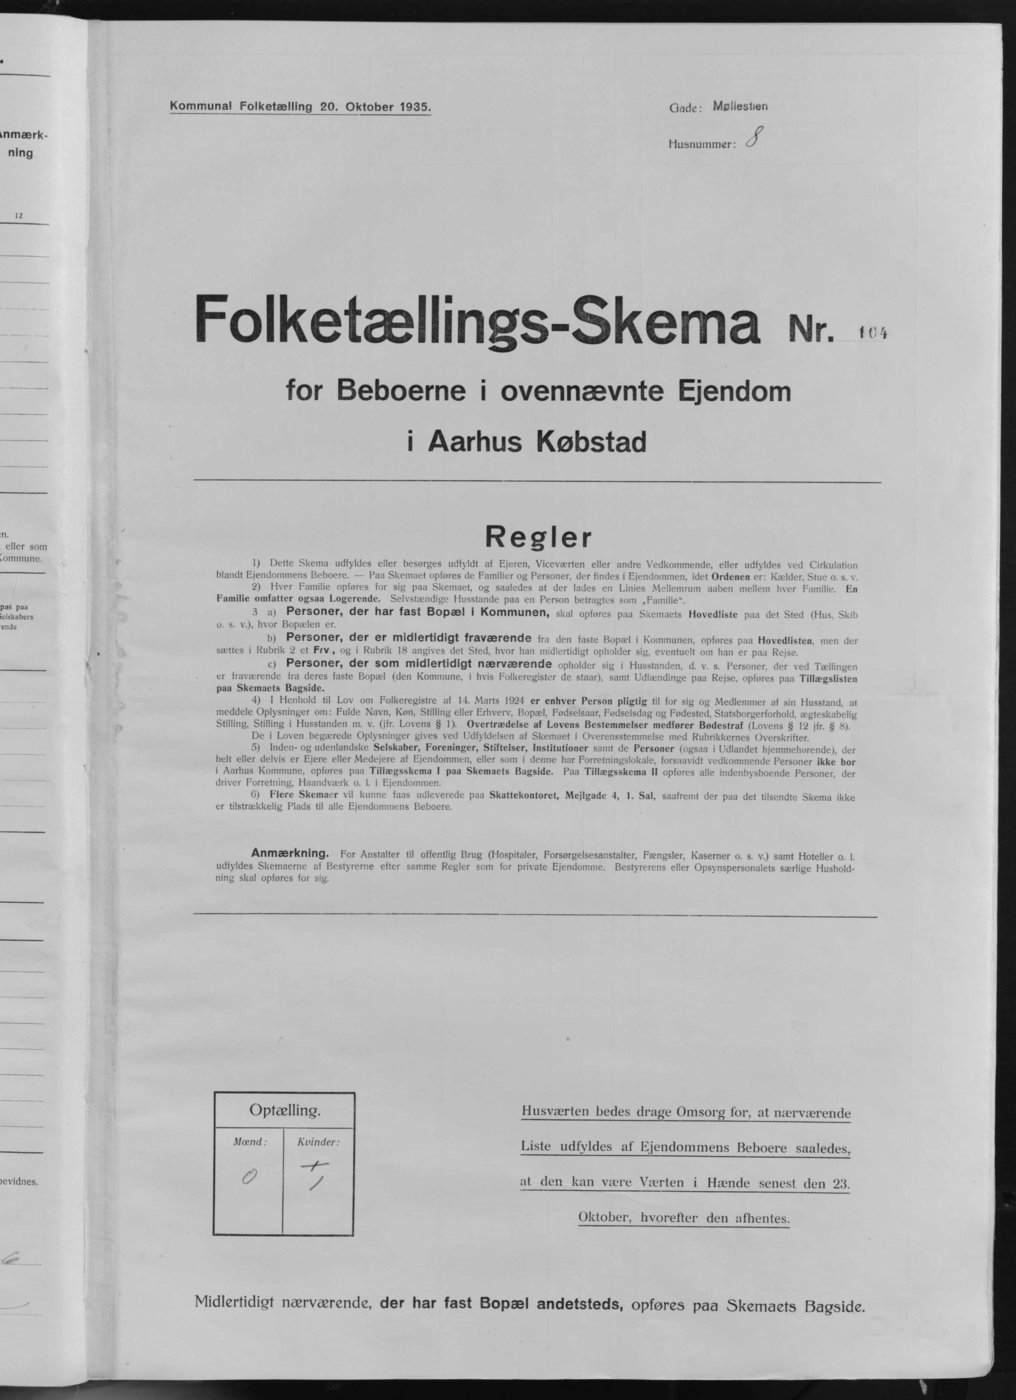 Anmærk-
ning
12
eller som
Kommune.
pas paa
Selskabers
bevidnes.
Kommunal Folketælling 20. Oktober 1935.
Gade: Møllestien
Husnummer: 8
Folketællings-Skema Nr. 104
for Beboerne i ovennævnte Ejendom
i Aarhus Købstad
Regler
1) Dette Skema udfyldes eller besørges udfyldt af Ejeren, Viceværten eller andre Vedkommende, eller udfyldes ved Cirkulation
blandt Ejendommens Beboere. — Paa Skemaet opføres de Familier og Personer, der findes i Ejendommen, idet Ordenen er: Kælder, Stue o. s. v.
2) Hver Familie opføres for sig paa Skemaet, og saaledes at der lades en Linies Mellemrum aaben mellem hver Familie. En
Familie omfatter ogsaa Logerende. Selvstændige Husstande paa en Person betragtes som „Familie“.
3 a) Personer, der har fast Bopæl i Kommunen, skal opføres paa Skemaets Hovedliste paa det Sted (Hus, Skib
o. s. v.), hvor Bopælen er.
b) Personer, der er midlertidigt fraværende fra den faste Bopæl i Kommunen, opføres paa Hovedlisten, men der
sættes i Rubrik 2 et Frv., og i Rubrik 18 angives det Sted, hvor han midlertidigt opholder sig, eventuelt om han er paa Rejse.
c) Personer, der som midlertidigt nærværende opholder sig i Husstanden, d. v. s. Personer, der ved Tællingen
er fraværende fra deres faste Bopæl (den Kommune, i hvis Folkeregister de staar), samt Udlændinge paa Rejse, opføres paa Tillægslisten
paa Skemaets Bagside.
4) I Henhold til Lov om Folkeregistre af 14. Marts 1924 er enhver Person pligtig til for sig og Medlemmer af sin Husstand, at
meddele Oplysninger om: Fulde Navn, Køn, Stilling eller Erhverv, Bopæl, Fødselsaar, Fødselsdag og Fødested, Statsborgerforhold, ægteskabelig
Stilling, Stilling i Husstanden m. v. (jfr. Lovens § 1). Overtrædelse af Lovens Bestemmelser medfører Bødestraf (Lovens § 12 jfr. § 8).
De i Loven begærede Oplysninger gives ved Udfyldelsen af Skemaet i Overensstemmelse med Rubrikkernes Overskrifter.
5) Inden- og udenlandske Selskaber, Foreninger, Stiftelser, Institutioner samt de Personer (ogsaa i Udlandet hjemmehørende), der
helt eller delvis er Ejere eller Medejere af Ejendommen, eller som i denne har Forretningslokale, forsaavidt vedkommende Personer ikke bor
i Aarhus Kommune, opføres paa Tillægsskema I paa Skemaets Bagside. Paa Tillægsskema II opføres alle indenbysboende Personer, der
driver Forretning, Haandværk o. l. i Ejendommen.
6) Flere Skemaer vil kunne faas udleverede paa Skattekontoret, Mejlgade 4, 1. Sal, saafremt der paa det tilsendte Skema ikke
er tilstrækkelig Plads til alle Ejendommens Beboere.
Anmærkning. For Anstalter til offentlig Brug (Hospitaler, Forsørgelsesanstalter, Fængsler, Kaserner o. s. v.) samt Hoteller o. l.
udfyldes Skemaerne af Bestyrerne efter samme Regler som for private Ejendomme. Bestyrerens eller Opsynspersonalets særlige Hushold-
ning skal opføres for sig.
Optælling.
Mænd: Kvinder:
0 1
Husværten bedes drage Omsorg for, at nærværende
Liste udfyldes af Ejendommens Beboere saaledes,
at den kan være Værten i Hænde senest den 23.
Oktober, hvorefter den afhentes.
Midlertidigt nærværende, der har fast Bopæl andetsteds, opføres paa Skemaets Bagside.